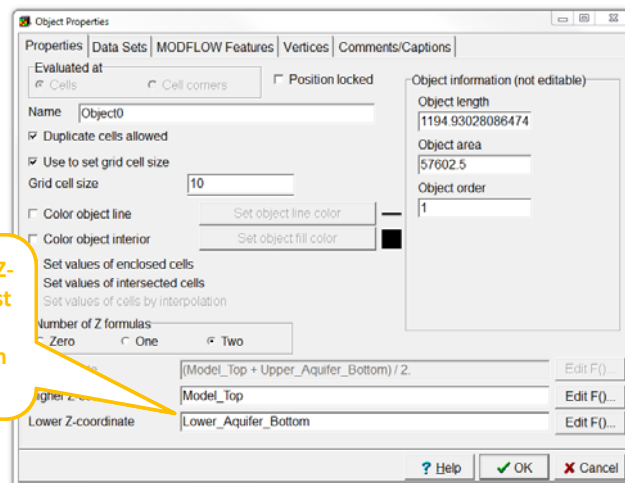 Object Properties
Properties Data Sets MODFLOW Features Vertices Comments/Captions
Evaluated at
Cells Cell corners
Position locked
Name Object0
Duplicate cells allowed
Use to set grid cell size
Grid cell size 10
Color object line Set object line color
Color object interior Set object fill color
Set values of enclosed cells
Set values of intersected cells
Set values of cells by interpolation
Number of Z formulas
Zero One Two
(Model_Top + Upper_Aquifer_Bottom) / 2. Edit F()...
Model_Top Edit F()...
Lower Z-coordinate Lower_Aquifer_Bottom Edit F()...
Object information (not editable)
Object length
1194.93028086474
Object area
57602.5
Object order
1
Z-
? Help OK Cancel